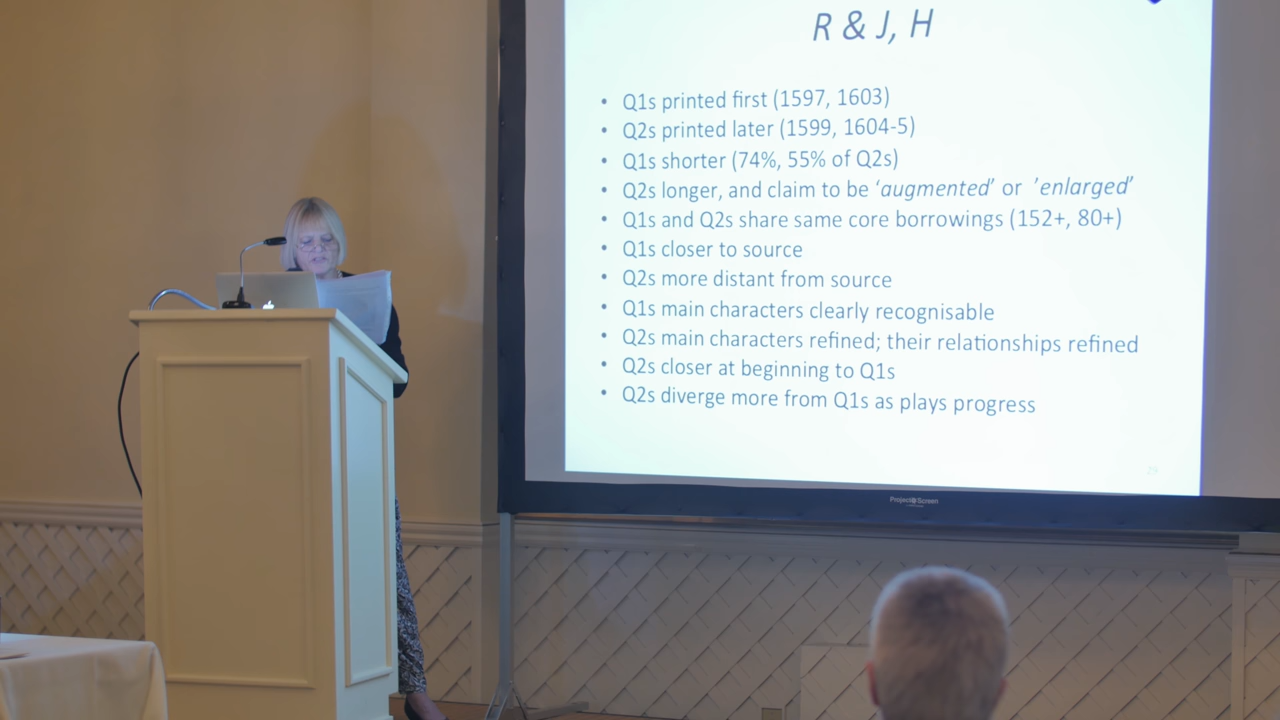 R & J, H
• Q1s printed first (1597, 1603)
• Q2s printed later (1599, 1604-5)
• Q1s shorter (74%, 55% of Q2s)
• Q2s longer, and claim to be ‘augmented’ or ’enlarged’
• Q1s and Q2s share same core borrowings (152+, 80+)
• Q1s closer to source
• Q2s more distant from source
• Q1s main characters clearly recognisable
• Q2s main characters refined; their relationships refined
• Q2s closer at beginning to Q1s
• Q2s diverge more from Q1s as plays progress
Project Screen